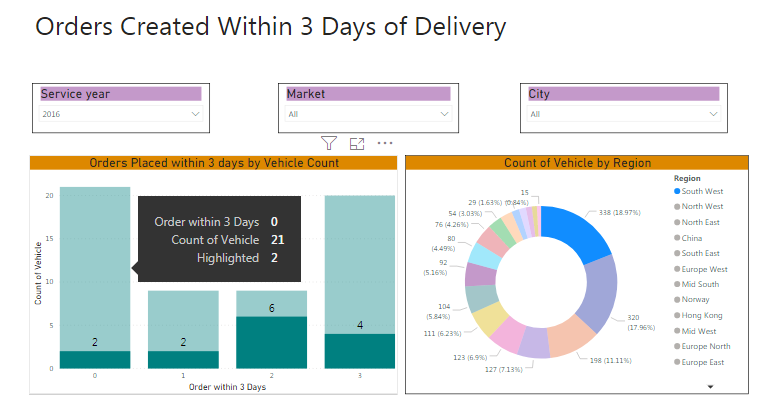 Orders Created Within 3 Days of Delivery
Service year
2016
Market
All
City
All
Orders Placed within 3 days by Vehicle Count
Count of Vehicle
20
15
10
5
0
Order within 3 Days 0
Count of Vehicle 21
Highlighted 2
2
2
6
4
0
1
2
3
Order within 3 Days
Count of Vehicle by Region
15
29 (1.63%) (0.84%)
54 (3.03%)
76 (4.26%)
80
(4.49%)
92
(5.16%)
104
(5.84%)
111 (6.23%)
123 (6.9%)
127 (7.13%)
198 (11.11%)
320
(17.96%)
338 (18.97%)
Region
South West
North West
North East
China
South East
Europe West
Mid South
Norway
Hong Kong
Mid West
Europe North
Europe East